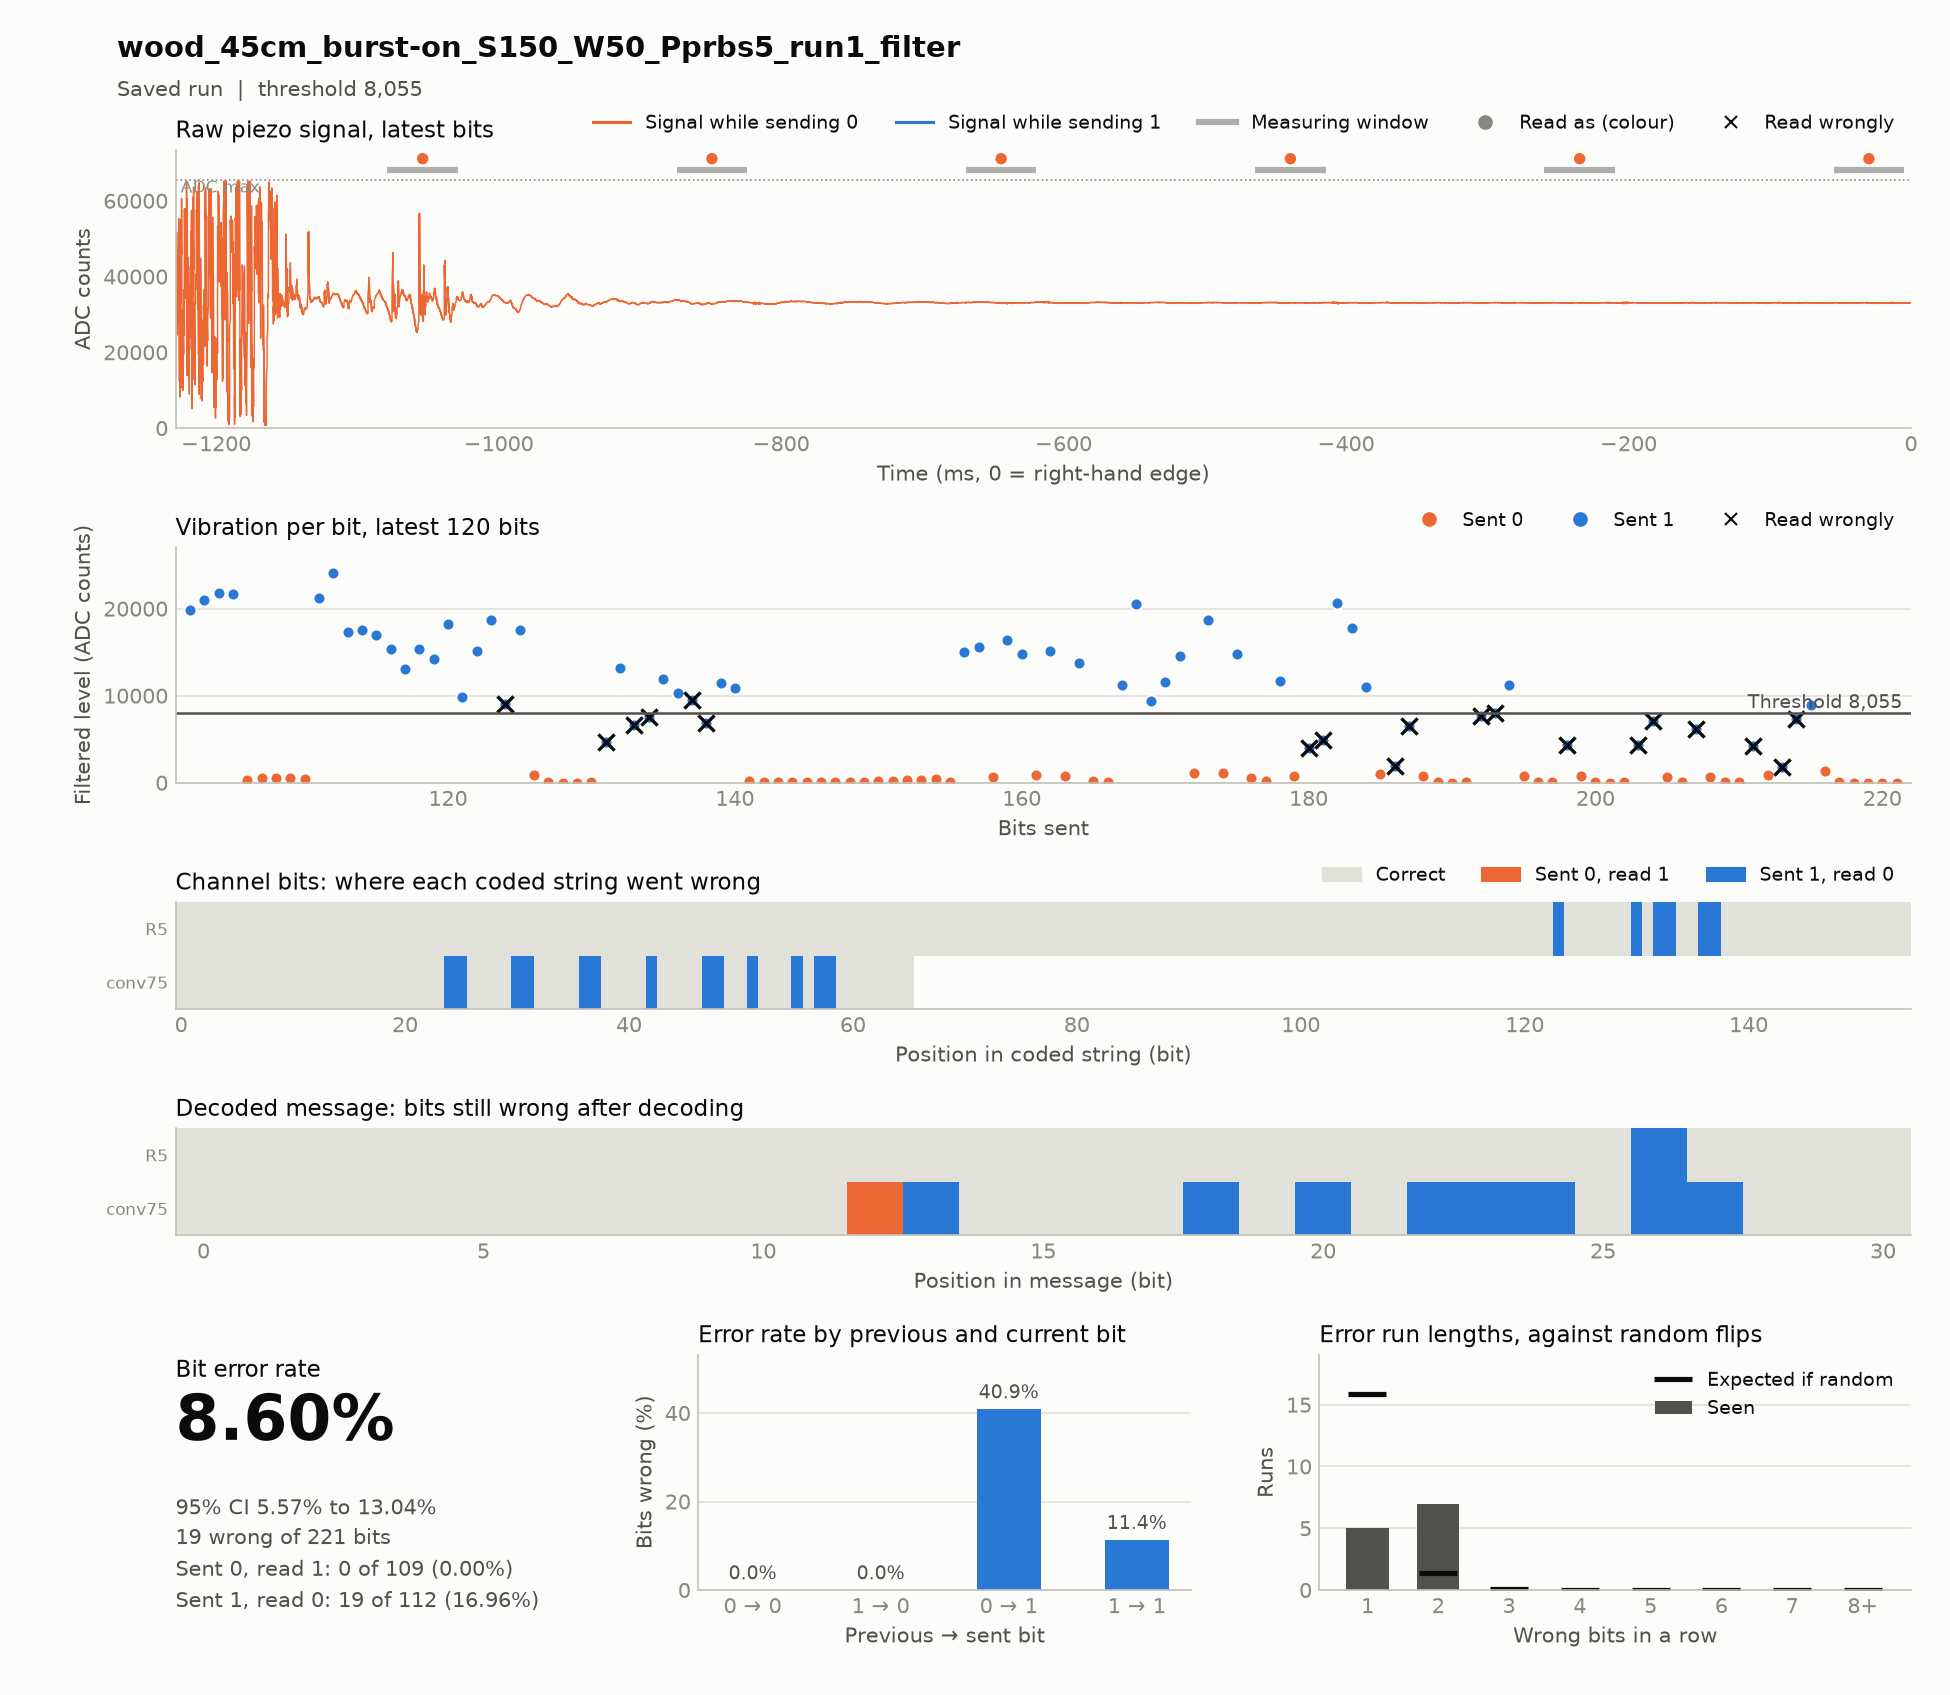 wood_45cm_burst-on_S150_W50_Pprbs5_run1_filter
Saved run | threshold 8,055
Raw piezo signal, latest bits
Signal while sending 0
Signal while sending 1
Measuring window
Read as (colour)
Read wrongly
ADC max
ADC counts
60000
40000
20000
0
−1200 −1000 −800 −600 −400 −200 0
Time (ms, 0 = right-hand edge)
Vibration per bit, latest 120 bits
Sent 0
Sent 1
Read wrongly
Filtered level (ADC counts)
20000
10000
0
Threshold 8,055
120 140 160 180 200 220
Bits sent
Channel bits: where each coded string went wrong
Correct
Sent 0, read 1
Sent 1, read 0
R5
conv75
0 20 40 60 80 100 120 140
Position in coded string (bit)
Decoded message: bits still wrong after decoding
R5
conv75
0 5 10 15 20 25 30
Position in message (bit)
Bit error rate
8.60%
95% CI 5.57% to 13.04%
19 wrong of 221 bits
Sent 0, read 1: 0 of 109 (0.00%)
Sent 1, read 0: 19 of 112 (16.96%)
Error rate by previous and current bit
Bits wrong (%)
40
20
0
0.0% 0.0% 40.9% 11.4%
0 → 0 1 → 0 0 → 1 1 → 1
Previous → sent bit
Error run lengths, against random flips
Expected if random
Seen
Runs
15
10
5
0
1 2 3 4 5 6 7 8+
Wrong bits in a row